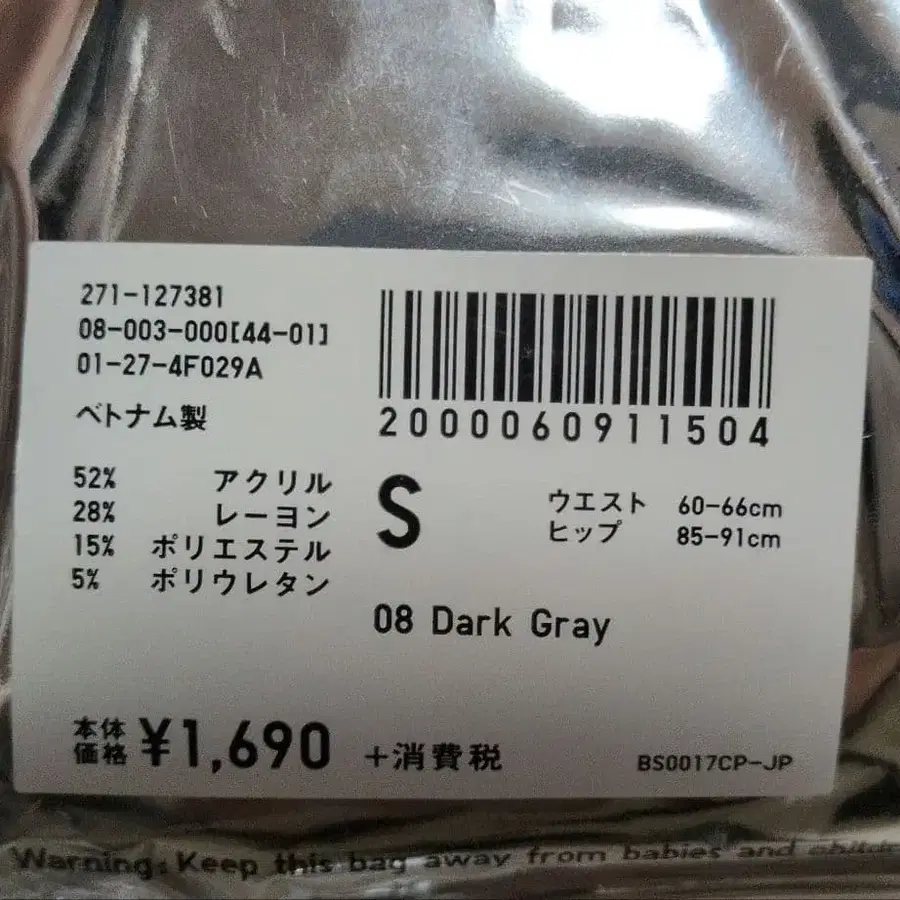 271-127381
08-003-000[44-01]
01-27-4F029A
ベトナム製
2000060911504
52% アクリル
28% レーヨン
15% ポリエステル
5% ポリウレタン
S
ウエスト 60-66cm
ヒップ 85-91cm
08 Dark Gray
本体価格 ¥1,690 +消費税
BS0017CP-JP
Warning: Keep this bag away from babies and